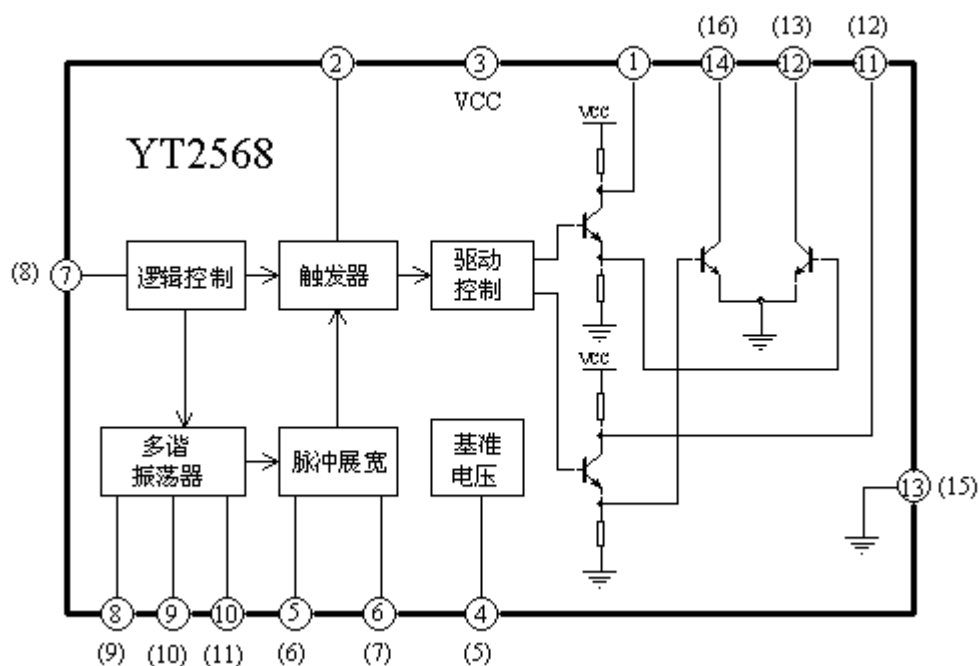 (16) (13) (12)
2 3 1 14 12 11
VCC
YT2568
VCC
(8) 7
逻辑控制
触发器
驱动
控制
VCC
多谐
振荡器
脉冲展宽
基准
电压
13 (15)
8 9 10 5 6 4
(9) (10) (11) (6) (7) (5)